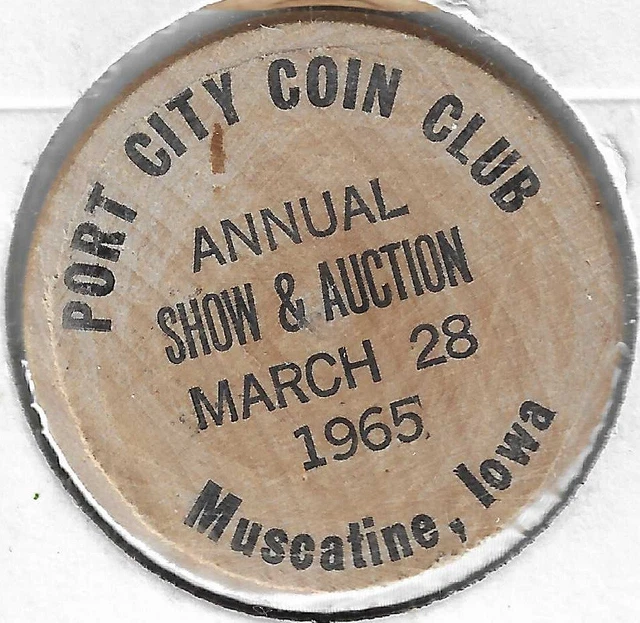 PORT CITY COIN CLUB
ANNUAL
SHOW & AUCTION
MARCH 28
1965
Muscatine, Iowa